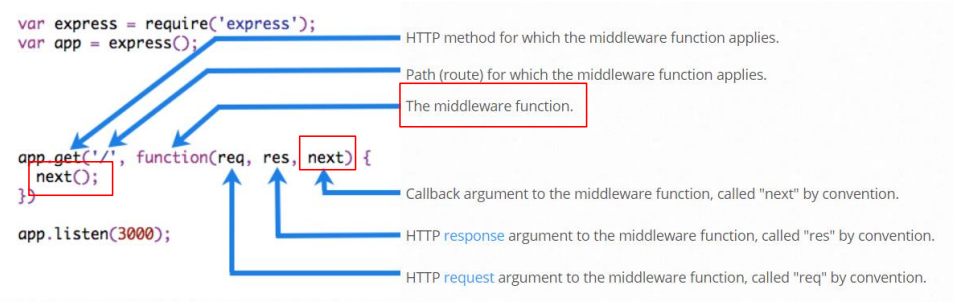 var express = require('express');
var app = express();
HTTP method for which the middleware function applies.
Path (route) for which the middleware function applies.
The middleware function.
app.get('/', function(req, res, next) {
next();
})
Callback argument to the middleware function, called "next" by convention.
app.listen(3000);
HTTP response argument to the middleware function, called "res" by convention.
HTTP request argument to the middleware function, called "req" by convention.